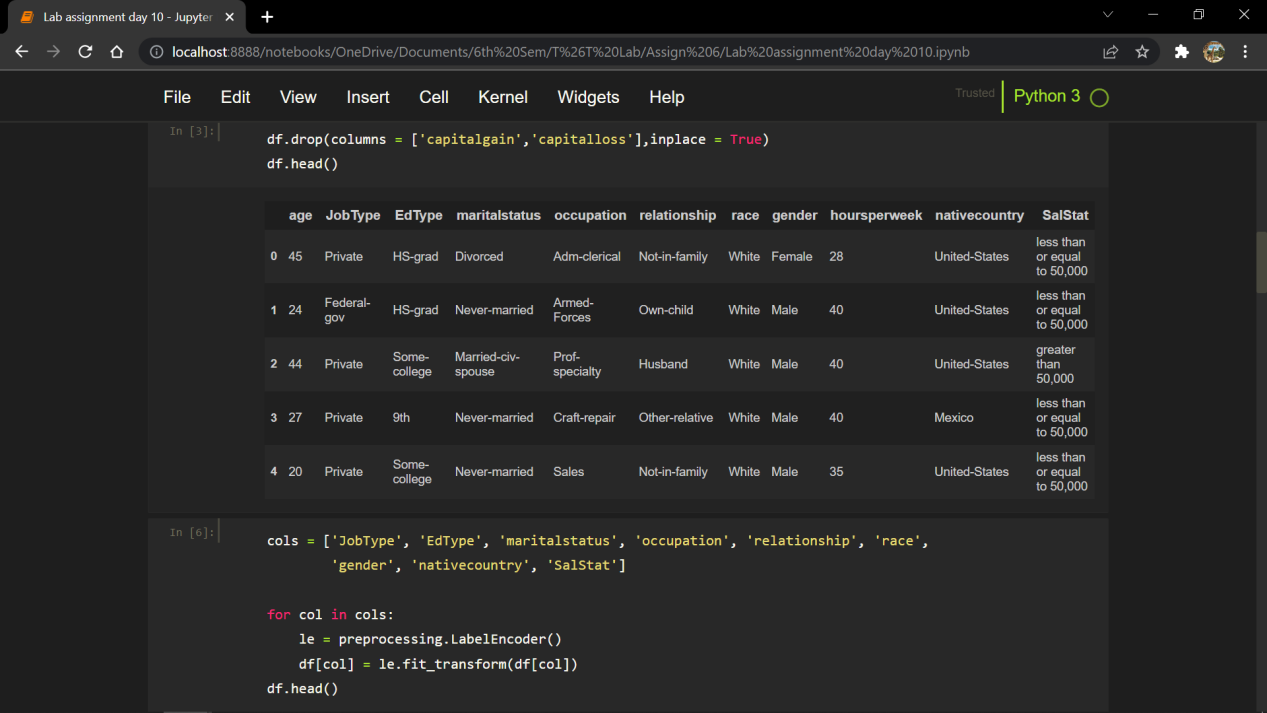 Lab assignment day 10 - Jupyter
localhost:8888/notebooks/OneDrive/Documents/6th%20Sem/T%26T%20Lab/Assign%206/Lab%20assignment%20day%2010.ipynb
File Edit View Insert Cell Kernel Widgets Help Trusted Python 3
In [3]:
df.drop(columns = ['capitalgain','capitalloss'],inplace = True)
df.head()
age JobType EdType maritalstatus occupation relationship race gender hoursperweek nativecountry SalStat
0 45 Private HS-grad Divorced Adm-clerical Not-in-family White Female 28 United-States less than or equal to 50,000
1 24 Federal-gov HS-grad Never-married Armed-Forces Own-child White Male 40 United-States less than or equal to 50,000
2 44 Private Some-college Married-civ-spouse Prof-specialty Husband White Male 40 United-States greater than 50,000
3 27 Private 9th Never-married Craft-repair Other-relative White Male 40 Mexico less than or equal to 50,000
4 20 Private Some-college Never-married Sales Not-in-family White Male 35 United-States less than or equal to 50,000
In [6]:
cols = ['JobType', 'EdType', 'maritalstatus', 'occupation', 'relationship', 'race',
'gender', 'nativecountry', 'SalStat']
for col in cols:
le = preprocessing.LabelEncoder()
df[col] = le.fit_transform(df[col])
df.head()